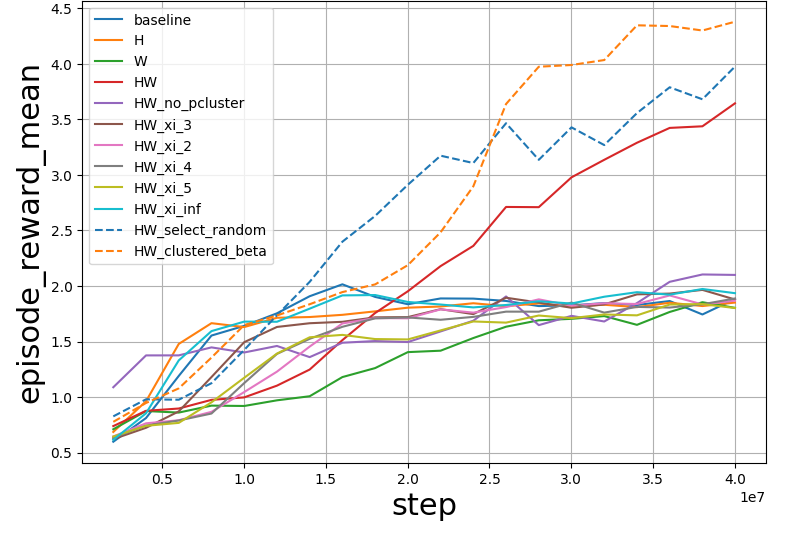 4.5
4.0
3.5
3.0
2.5
2.0
1.5
1.0
0.5
episode_reward_mean
baseline
H
W
HW
HW_no_pcluster
HW_xi_3
HW_xi_2
HW_xi_4
HW_xi_5
HW_xi_inf
HW_select_random
HW_clustered_beta
0.5 1.0 1.5 2.0 2.5 3.0 3.5 4.0
1e7
step